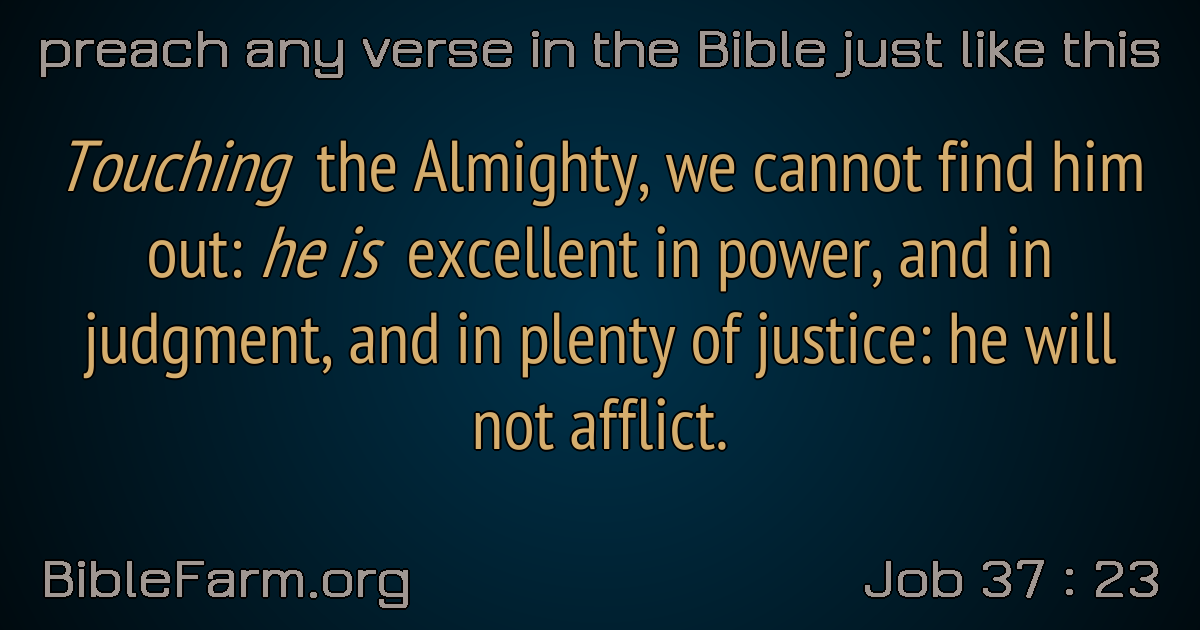 preach any verse in the Bible just like this
Touching the Almighty, we cannot find him
out: he is excellent in power, and in
judgment, and in plenty of justice: he will
not afflict.
BibleFarm.org
Job 37 : 23